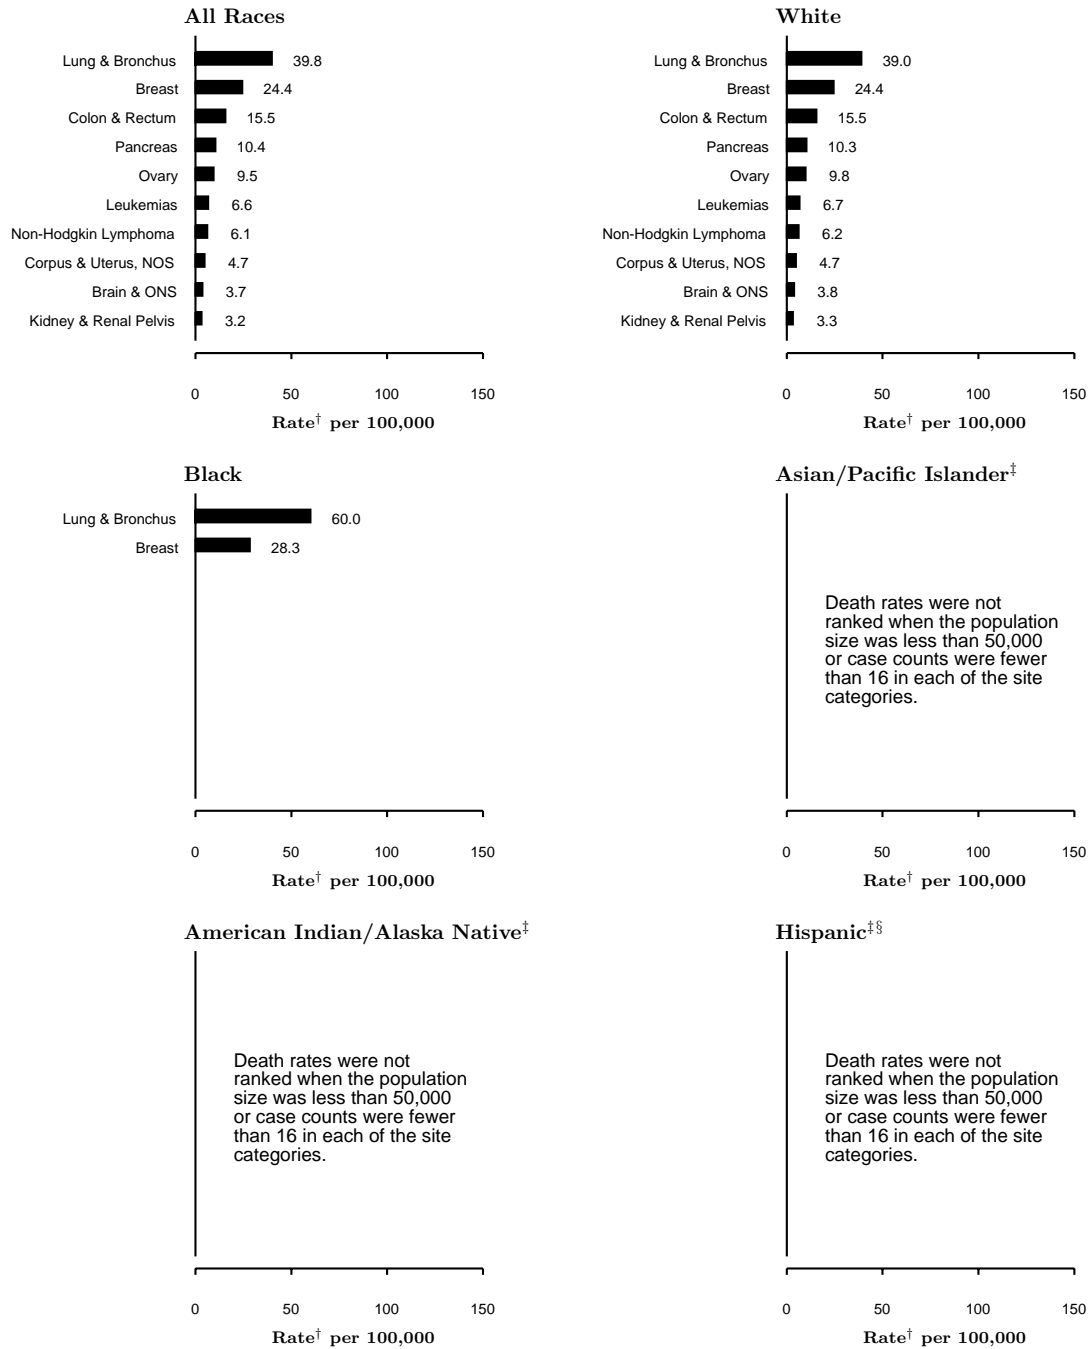 All Races
Lung & Bronchus 39.8
Breast 24.4
Colon & Rectum 15.5
Pancreas 10.4
Ovary 9.5
Leukemias 6.6
Non-Hodgkin Lymphoma 6.1
Corpus & Uterus, NOS 4.7
Brain & ONS 3.7
Kidney & Renal Pelvis 3.2
0 50 100 150
Rate† per 100,000
White
Lung & Bronchus 39.0
Breast 24.4
Colon & Rectum 15.5
Pancreas 10.3
Ovary 9.8
Leukemias 6.7
Non-Hodgkin Lymphoma 6.2
Corpus & Uterus, NOS 4.7
Brain & ONS 3.8
Kidney & Renal Pelvis 3.3
0 50 100 150
Rate† per 100,000
Black
Lung & Bronchus 60.0
Breast 28.3
0 50 100 150
Rate† per 100,000
Asian/Pacific Islander‡
Death rates were not
ranked when the population
size was less than 50,000
or case counts were fewer
than 16 in each of the site
categories.
0 50 100 150
Rate† per 100,000
American Indian/Alaska Native‡
Death rates were not
ranked when the population
size was less than 50,000
or case counts were fewer
than 16 in each of the site
categories.
0 50 100 150
Rate† per 100,000
Hispanic‡§
Death rates were not
ranked when the population
size was less than 50,000
or case counts were fewer
than 16 in each of the site
categories.
0 50 100 150
Rate† per 100,000